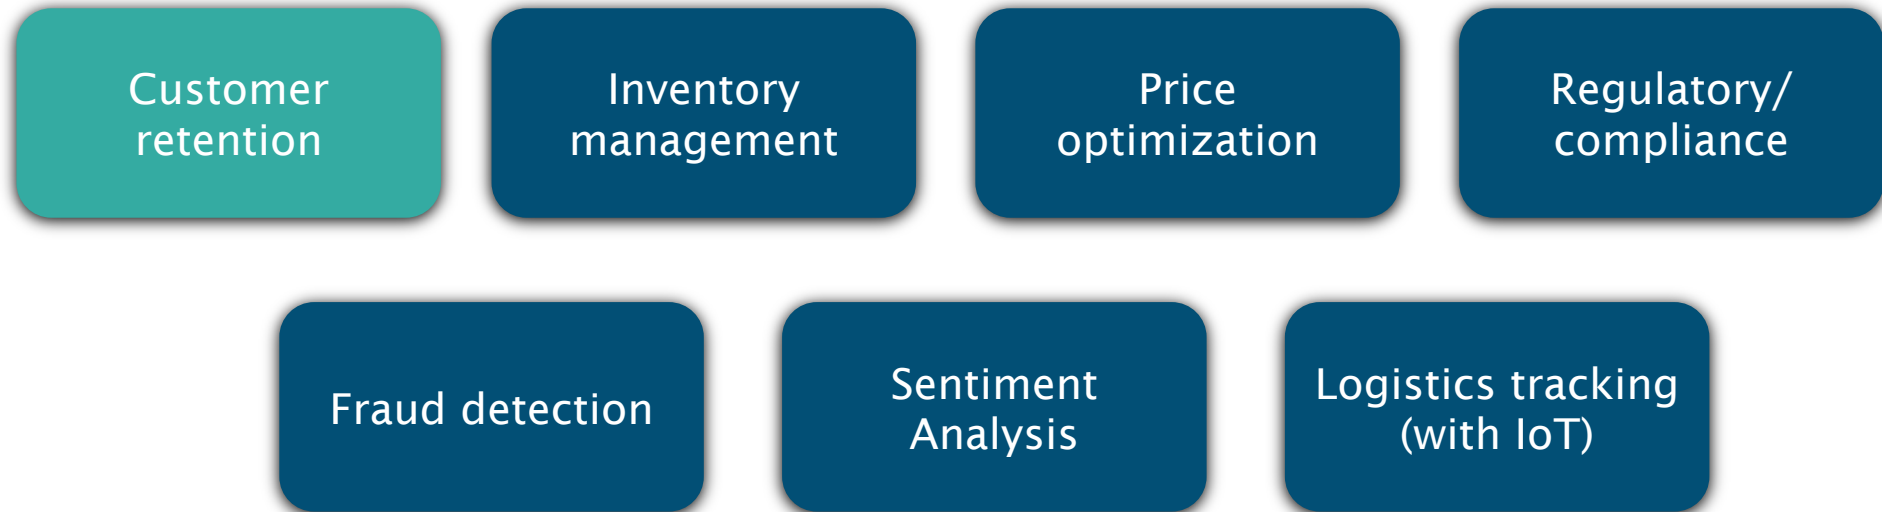 Customer
retention
Inventory
management
Price
optimization
Regulatory/
compliance
Fraud detection
Sentiment
Analysis
Logistics tracking
(with IoT)